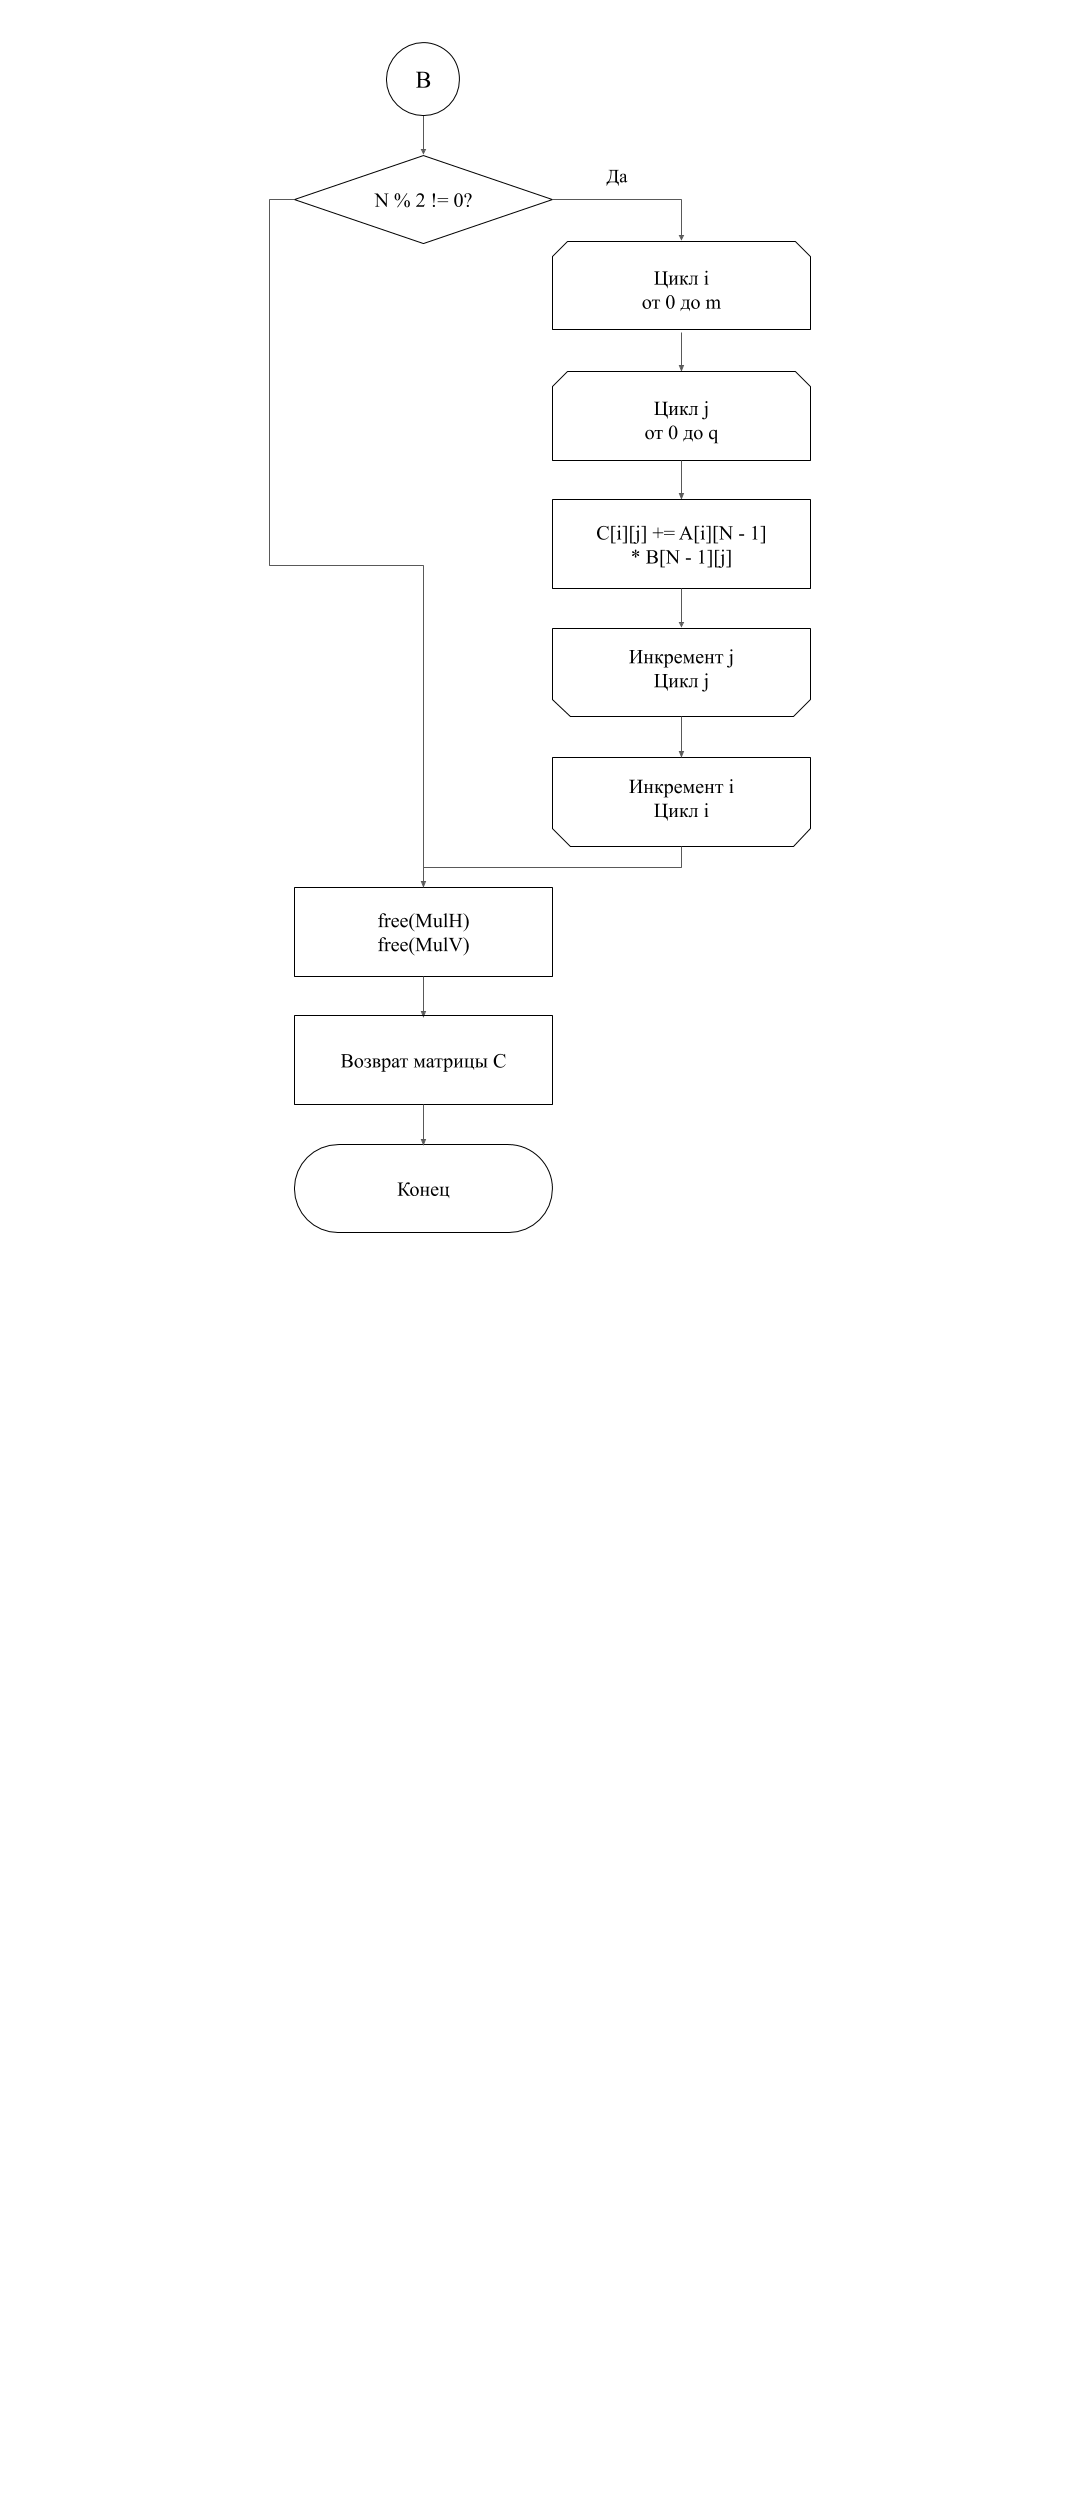 B
N % 2 != 0?
Да
Цикл i
от 0 до m
Цикл j
от 0 до q
C[i][j] += A[i][N - 1]
* B[N - 1][j]
Инкремент j
Цикл j
Инкремент i
Цикл i
free(MulH)
free(MulV)
Возврат матрицы C
Конец